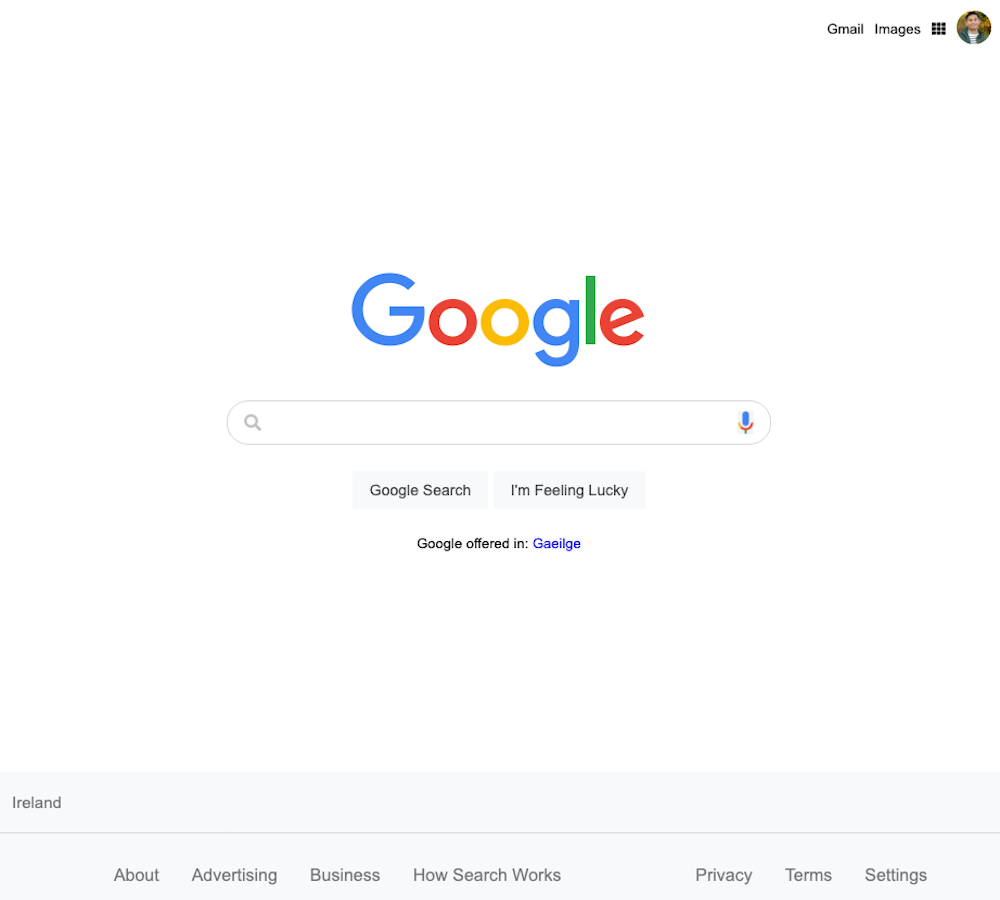 Gmail Images
Google
Google Search I'm Feeling Lucky
Google offered in: Gaeilge
Ireland
About Advertising Business How Search Works Privacy Terms Settings